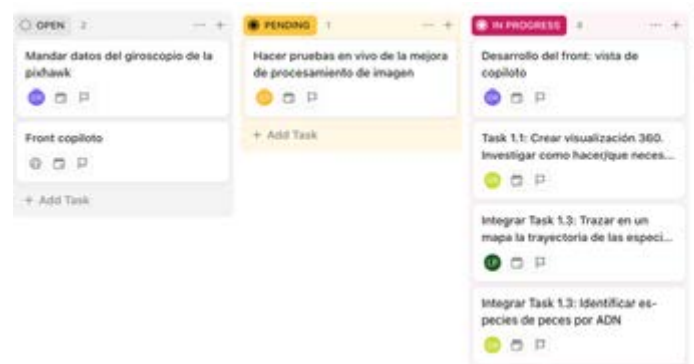 OPEN 2
Mandar datos del giroscopio de la
pixhawk
Front copiloto
+ Add Task
PENDING 1
Hacer pruebas en vivo de la mejora
de procesamiento de imagen
+ Add Task
IN PROGRESS 4
Desarrollo del front: vista de
copiloto
Task 1.1: Crear visualización 360.
Investigar como hacer/que neces...
Integrar Task 1.3: Trazar en un
mapa la trayectoria de las especi...
CP
Integrar Task 1.3: Identificar es-
pecies de peces por ADN